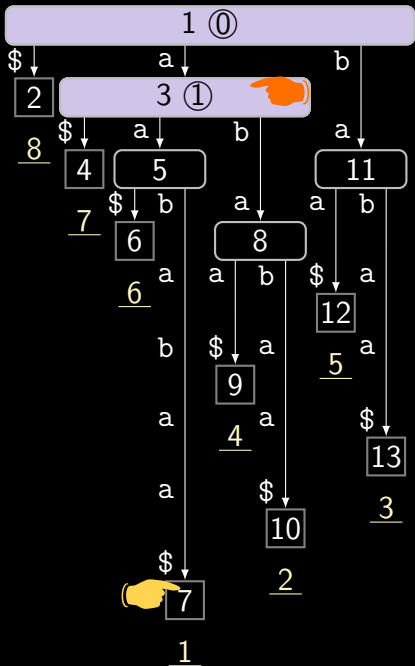 1 ⓪
$ a b
2 3 ①
8 $ a b a
4 5 11
7 $ b a a b
6 8
6 a a b $ a
12
b $ a 5 a
9
a 4 a $
13
a $ 3
10
$ 2
7
1